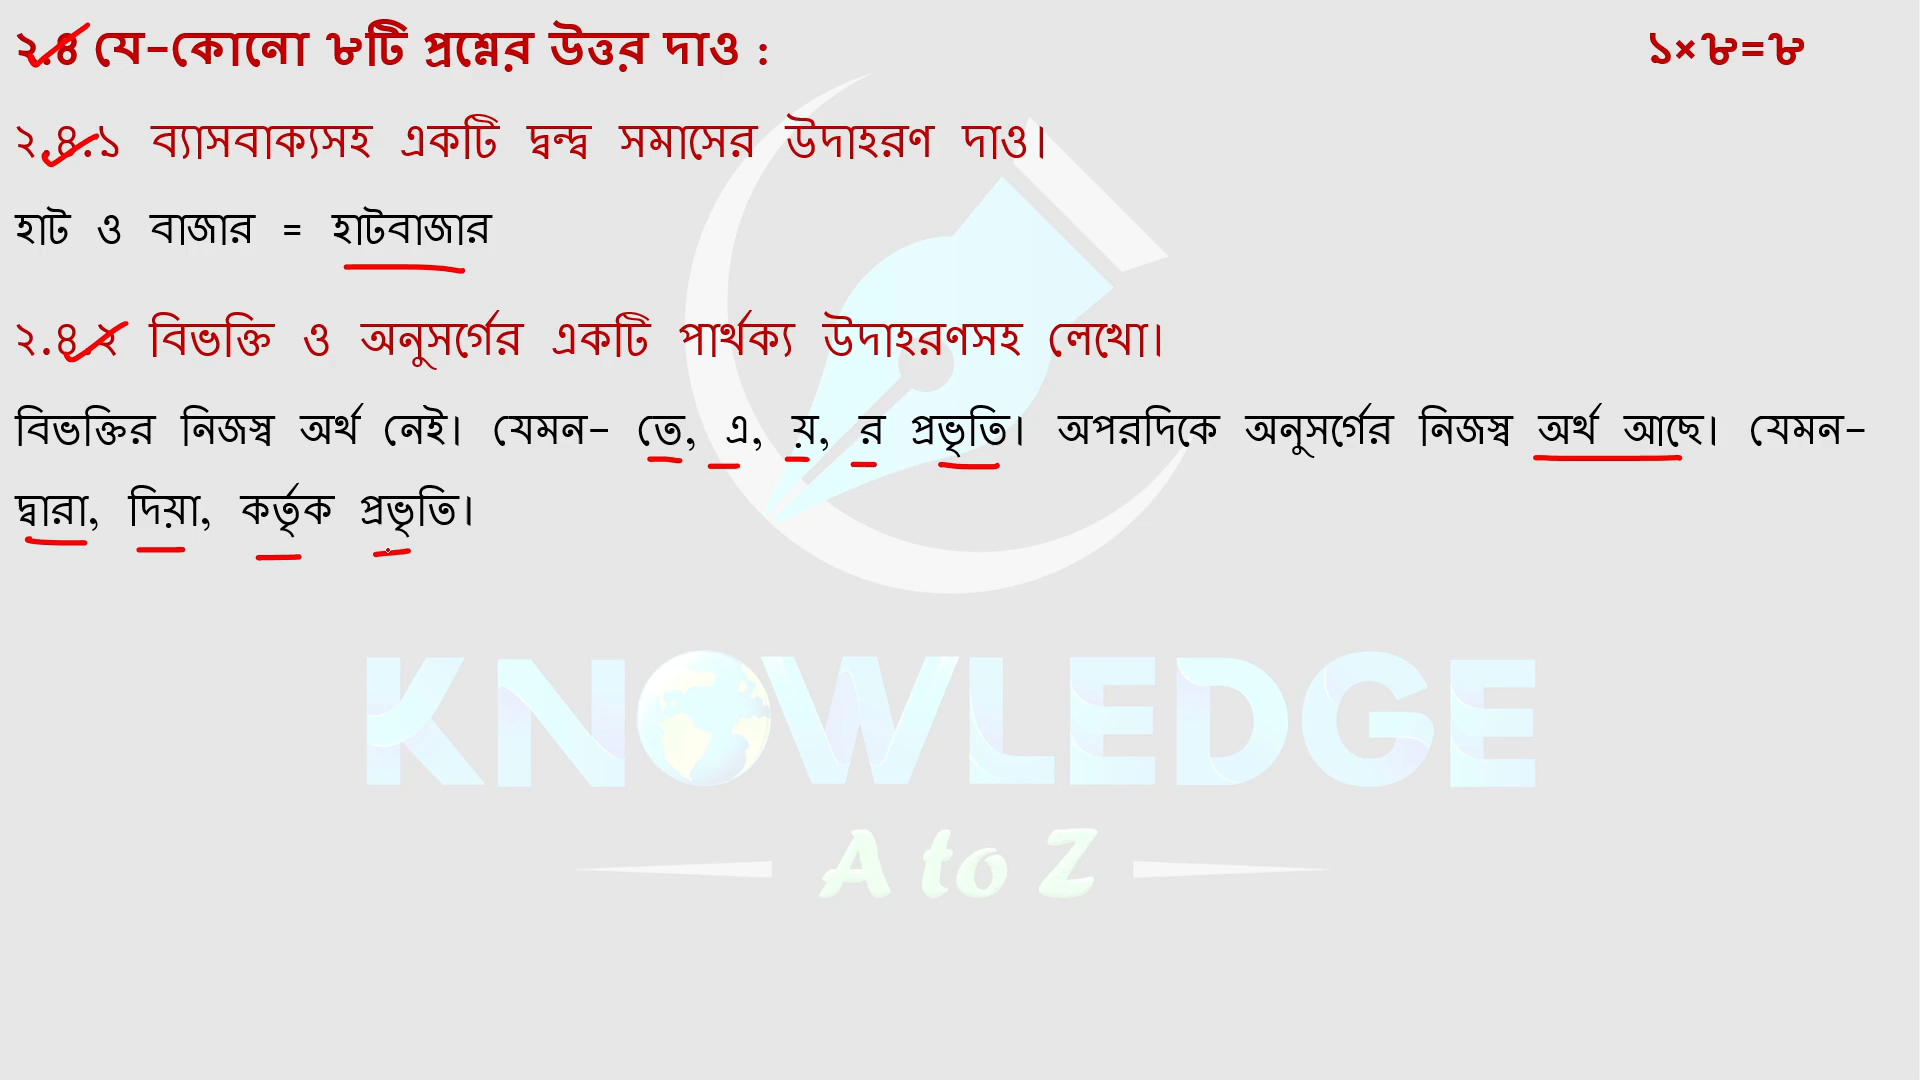 ২.৪ যে-কোনো ৮টি প্রশ্নের উত্তর দাও : ১×৮=৮
২.৪.১ ব্যাসবাক্যসহ একটি দ্বন্দ্ব সমাসের উদাহরণ দাও।
হাট ও বাজার = হাটবাজার
২.৪.২ বিভক্তি ও অনুসর্গের একটি পার্থক্য উদাহরণসহ লেখো।
বিভক্তির নিজস্ব অর্থ নেই। যেমন- তে, এ, য়, র প্রভৃতি। অপরদিকে অনুসর্গের নিজস্ব অর্থ আছে। যেমন-
দ্বারা, দিয়া, কর্তৃক প্রভৃতি।
KNOWLEDGE
A to Z